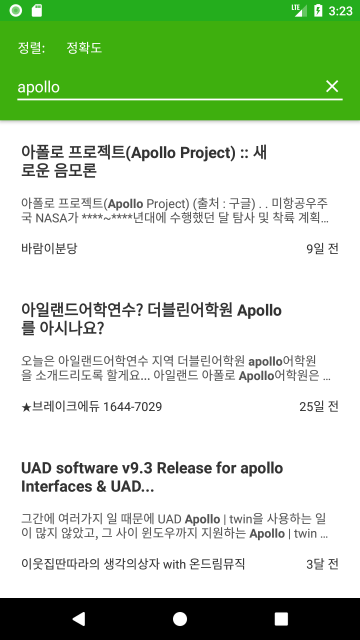 LTE 3:23
정렬: 정확도
apollo
아폴로 프로젝트(Apollo Project) :: 새
로운 음모론
아폴로 프로젝트(Apollo Project) (출처 : 구글) . . 미항공우주
국 NASA가 ****~****년대에 수행했던 달 탐사 및 착륙 계획...
바람이분당 9일 전
아일랜드어학연수? 더블린어학원 Apollo
를 아시나요?
오늘은 아일랜드어학연수 지역 더블린어학원 apollo어학원
을 소개드리도록 할게요... 아일랜드 아폴로 Apollo어학원은 ...
★브레이크에듀 1644-7029 25일 전
UAD software v9.3 Release for apollo
Interfaces & UAD...
그간에 여러가지 일 때문에 UAD Apollo | twin을 사용하는 일
이 많지 않았고, 그 사이 윈도우까지 지원하는 Apollo | twin ...
이웃집딴따라의 생각의상자 with 온드림뮤직 3달 전